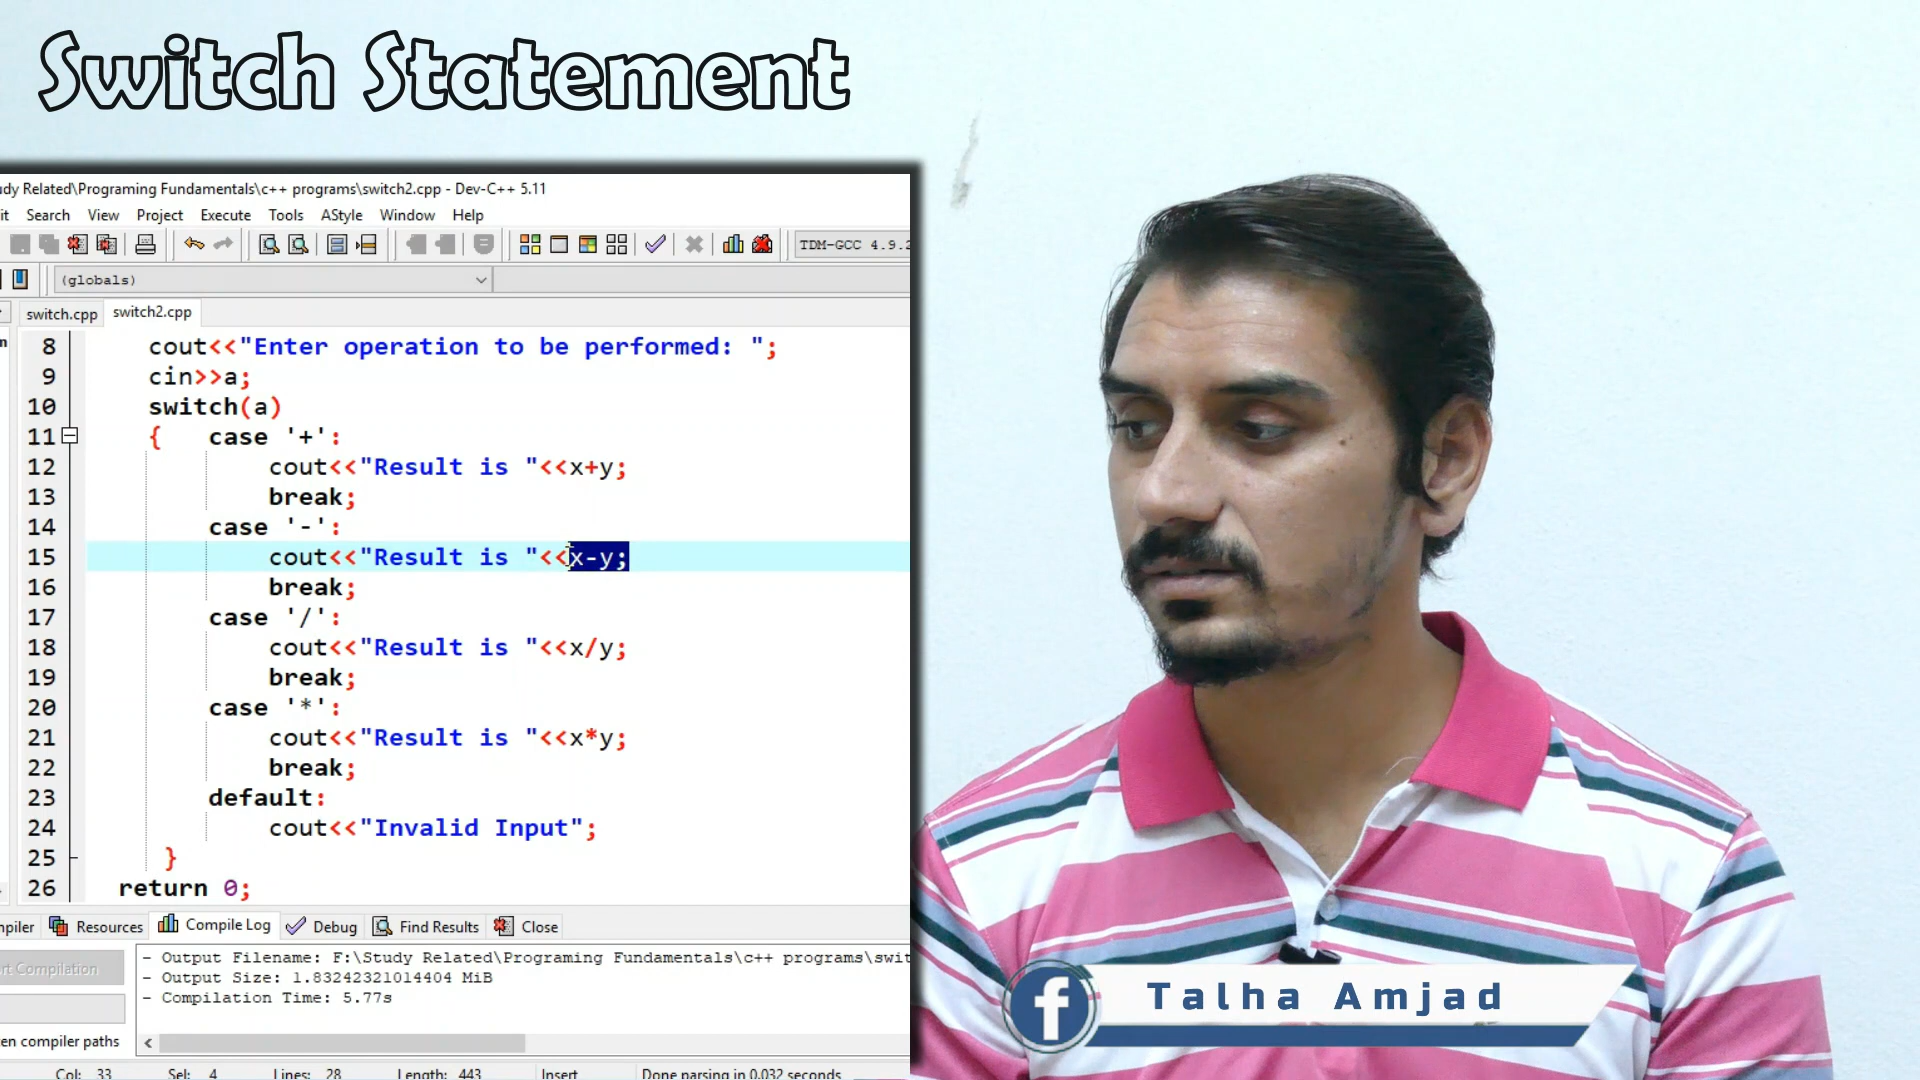 Switch Statement
dy Related\Programing Fundamentals\c++ programs\switch2.cpp - Dev-C++ 5.11
it Search View Project Execute Tools AStyle Window Help
TDM-GCC 4.9.2
(globals)
switch.cpp switch2.cpp
8 cout<<"Enter operation to be performed: ";
9 cin>>a;
10 switch(a)
11 { case '+':
12 cout<<"Result is "<<x+y;
13 break;
14 case '-':
15 cout<<"Result is "<<x-y;
16 break;
17 case '/':
18 cout<<"Result is "<<x/y;
19 break;
20 case '*':
21 cout<<"Result is "<<x*y;
22 break;
23 default:
24 cout<<"Invalid Input";
25 }
26 return 0;
mpiler Resources Compile Log Debug Find Results Close
rt Compilation
en compiler paths
- Output Filename: F:\Study Related\Programing Fundamentals\c++ programs\swit
- Output Size: 1.83242321014404 MiB
- Compilation Time: 5.77s
Col: 33 Sel: 4 Lines: 28 Length: 443 Insert Done parsing in 0.032 seconds
f Talha Amjad